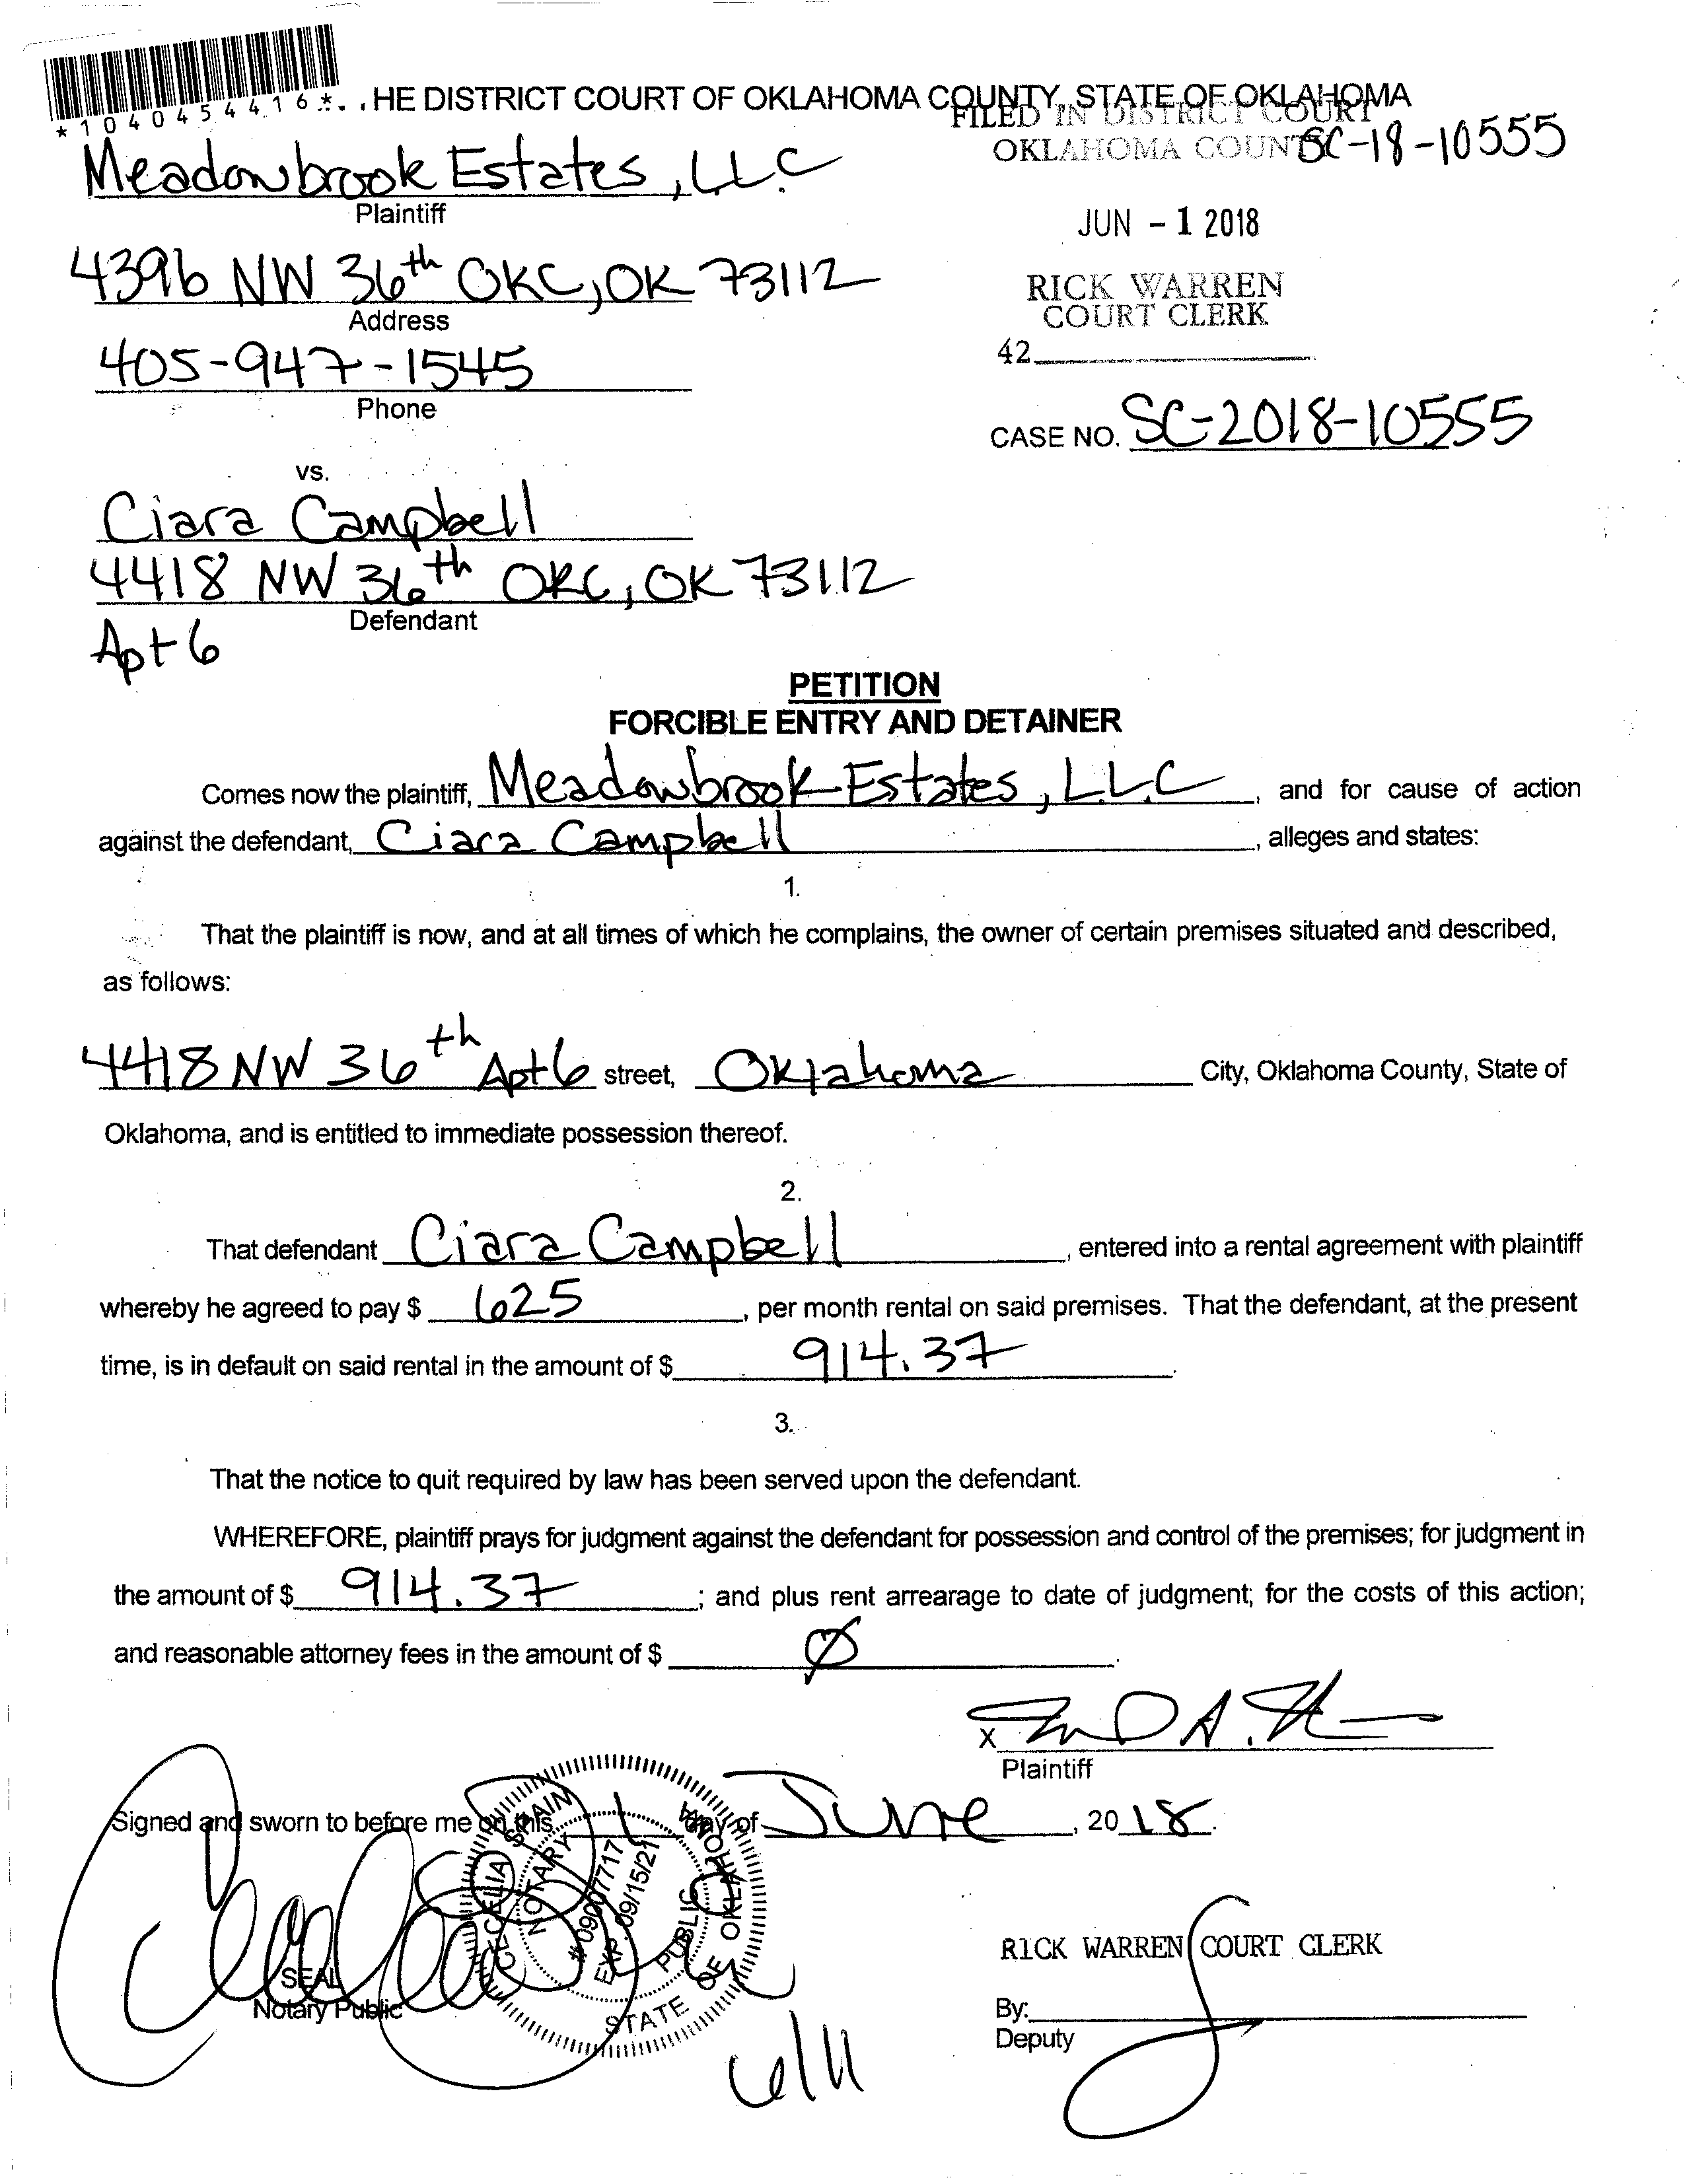 *1040454416*
HE DISTRICT COURT OF OKLAHOMA COUNTY, STATE OF OKLAHOMA
FILED IN DISTRICT COURT
OKLAHOMA COUNT
SC-18-10555
Meadowbrook Estates, LLC
Plaintiff
JUN - 1 2018
4396 NW 36th OKC, OK 73112
Address
RICK WARREN
COURT CLERK
42
405-947-1545
Phone
CASE NO. SC-2018-10555
vs.
Ciara Campbell
4418 NW 36th OKC, OK 73112
Defendant
Apt 6
PETITION
FORCIBLE ENTRY AND DETAINER
Comes now the plaintiff, Meadowbrook Estates, LLC, and for cause of action
against the defendant, Ciara Campbell, alleges and states:
1.
That the plaintiff is now, and at all times of which he complains, the owner of certain premises situated and described,
as follows:
4418 NW 36th Apt 6 street, Oklahoma City, Oklahoma County, State of
Oklahoma, and is entitled to immediate possession thereof.
2.
That defendant Ciara Campbell, entered into a rental agreement with plaintiff
whereby he agreed to pay $ 625, per month rental on said premises. That the defendant, at the present
time, is in default on said rental in the amount of $ 914.37.
3.
That the notice to quit required by law has been served upon the defendant.
WHEREFORE, plaintiff prays for judgment against the defendant for possession and control of the premises; for judgment in
the amount of $ 914.37; and plus rent arrearage to date of judgment; for the costs of this action;
and reasonable attorney fees in the amount of $ Ø.
X
Plaintiff
Signed and sworn to before me on this 1 day of June, 2018.
CECELIA SPAIN
NOTARY PUBLIC
# 09007717
EXP. 09/15/21
STATE OF OKLAHOMA
SEAL
Notary Public
RICK WARREN COURT CLERK
By:
Deputy
6/11